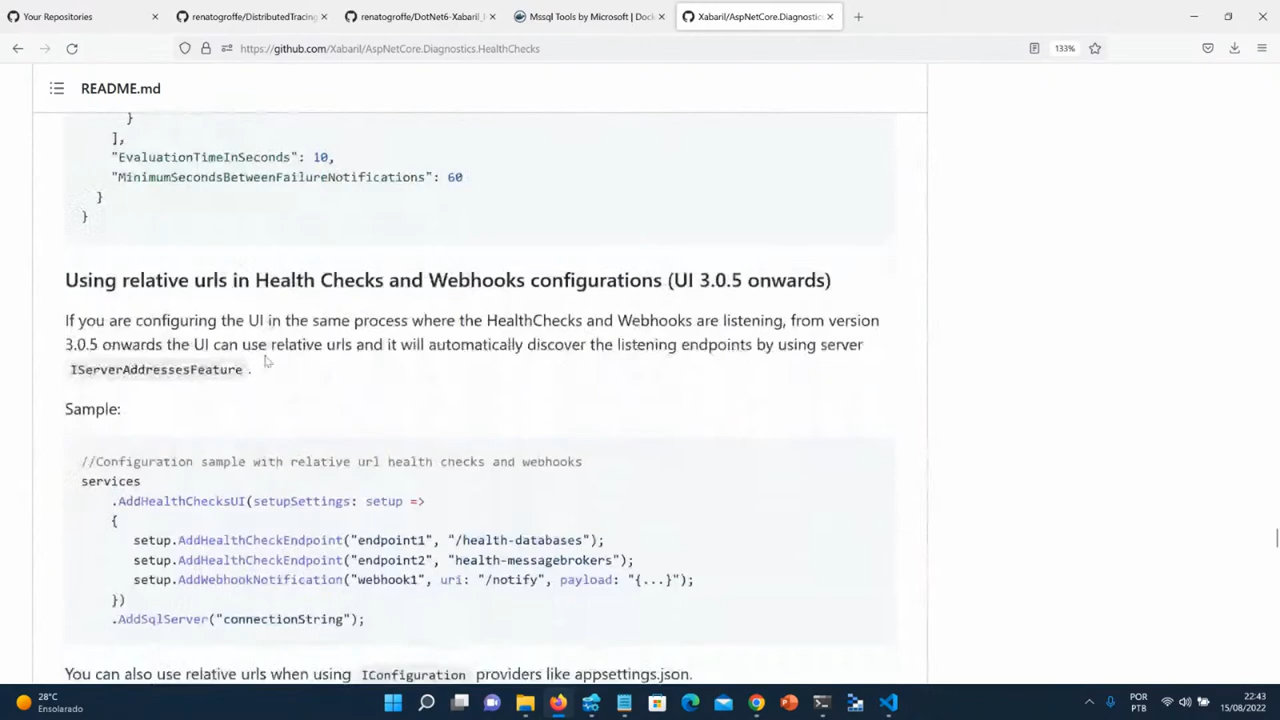 Your Repositories
renatogroffe/DistributedTracing
renatogroffe/DotNet6-Xabaril_H
Mssql Tools by Microsoft | Dock
Xabaril/AspNetCore.Diagnostics
https://github.com/Xabaril/AspNetCore.Diagnostics.HealthChecks
133%
README.md
}
],
"EvaluationTimeInSeconds": 10,
"MinimumSecondsBetweenFailureNotifications": 60
}
}
Using relative urls in Health Checks and Webhooks configurations (UI 3.0.5 onwards)
If you are configuring the UI in the same process where the HealthChecks and Webhooks are listening, from version
3.0.5 onwards the UI can use relative urls and it will automatically discover the listening endpoints by using server
IServerAddressesFeature .
Sample:
//Configuration sample with relative url health checks and webhooks
services
.AddHealthChecksUI(setupSettings: setup =>
{
setup.AddHealthCheckEndpoint("endpoint1", "/health-databases");
setup.AddHealthCheckEndpoint("endpoint2", "health-messagebrokers");
setup.AddWebhookNotification("webhook1", uri: "/notify", payload: "{...}");
})
.AddSqlServer("connectionString");
You can also use relative urls when using IConfiguration providers like appsettings.json.
28°C
Ensolarado
POR
PTB
22:43
15/08/2022